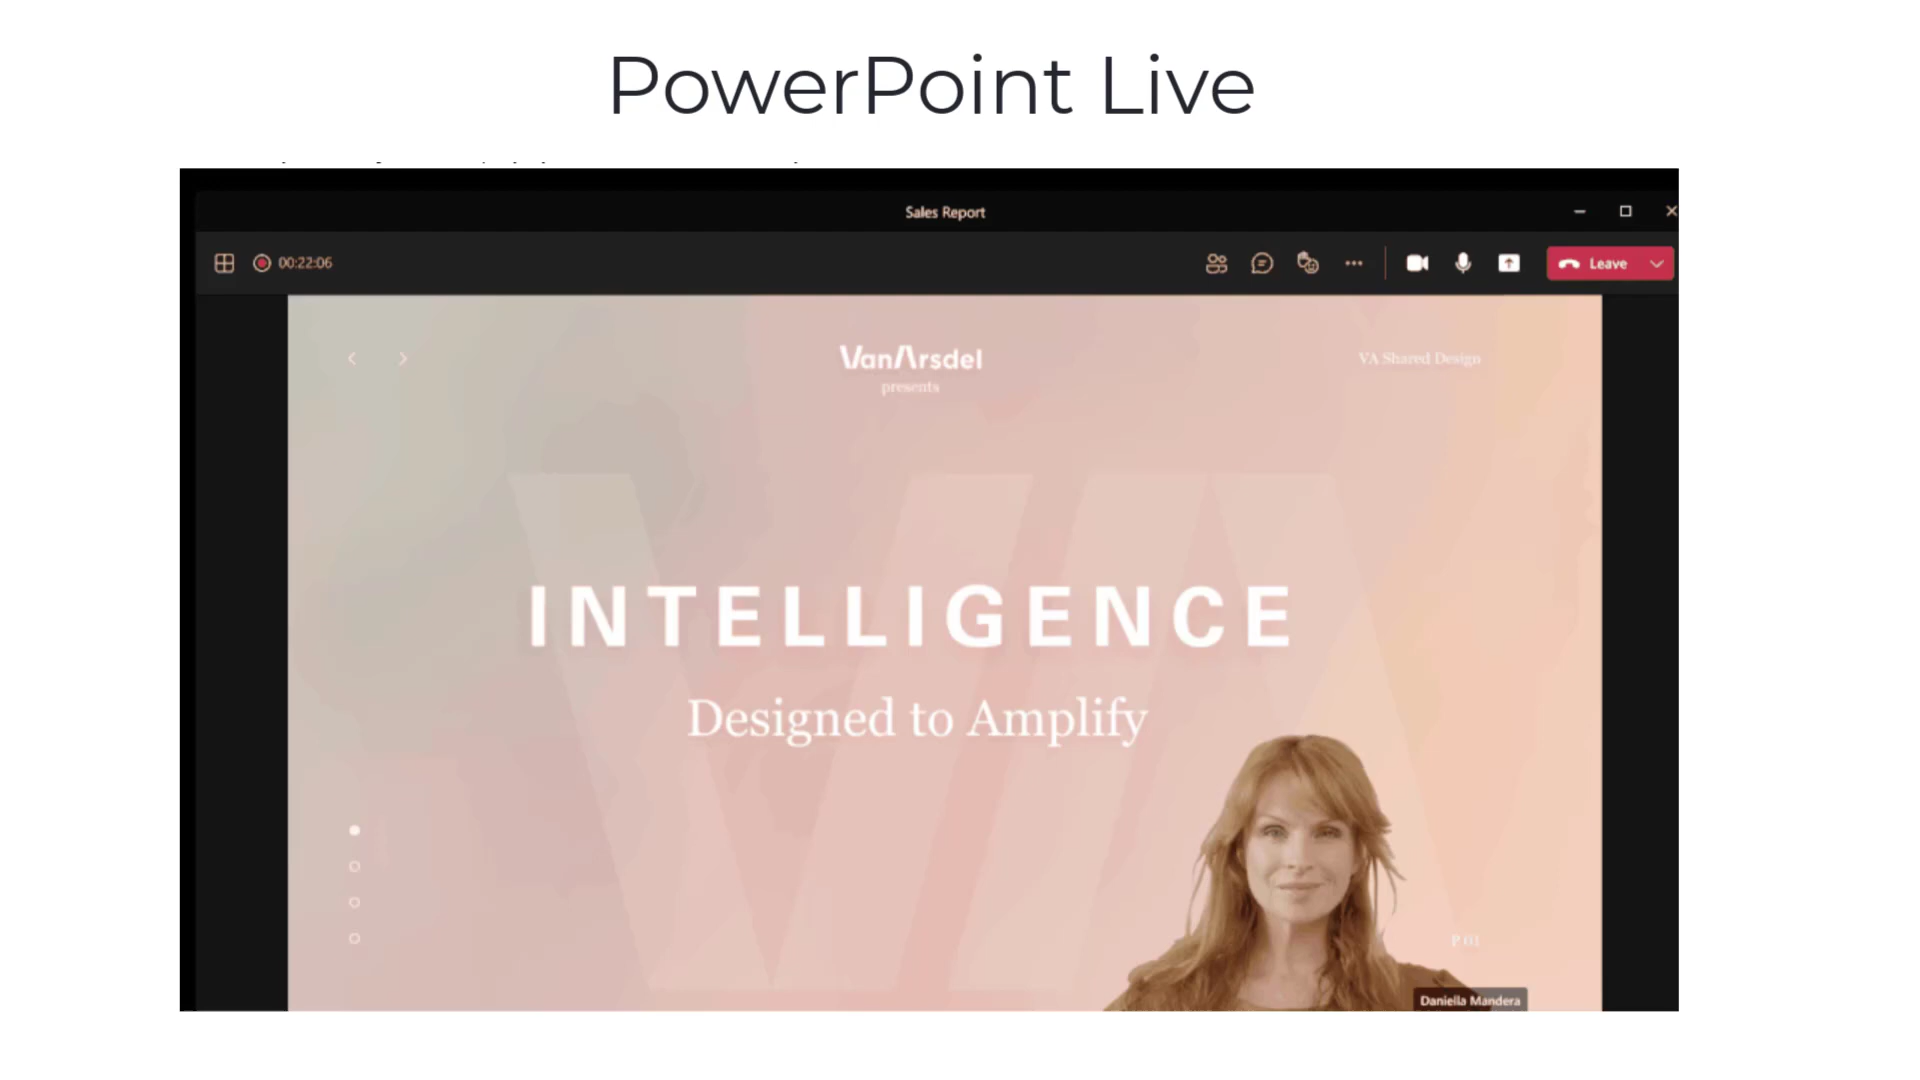 PowerPoint Live
Sales Report
00:22:06
Leave
VanArsdel
presents
VA Shared Design
INTELLIGENCE
Designed to Amplify
P 01
Daniella Mandera